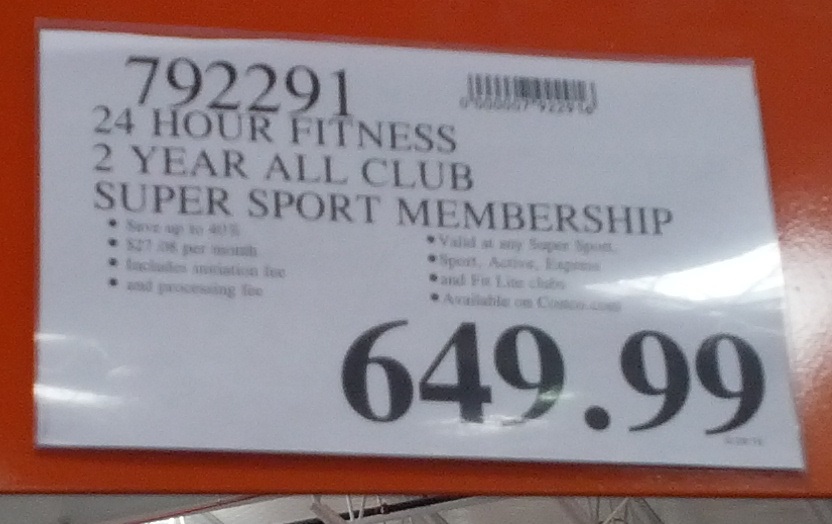 792291
24 HOUR FITNESS
2 YEAR ALL CLUB
SUPER SPORT MEMBERSHIP
• Save up to 40%
• $27.08 per month
• Includes initiation fee
• and processing fee
• Valid at any Super Sport,
• Sport, Active, Express
• and Fit Lite clubs
• Available on Costco.com
649.99